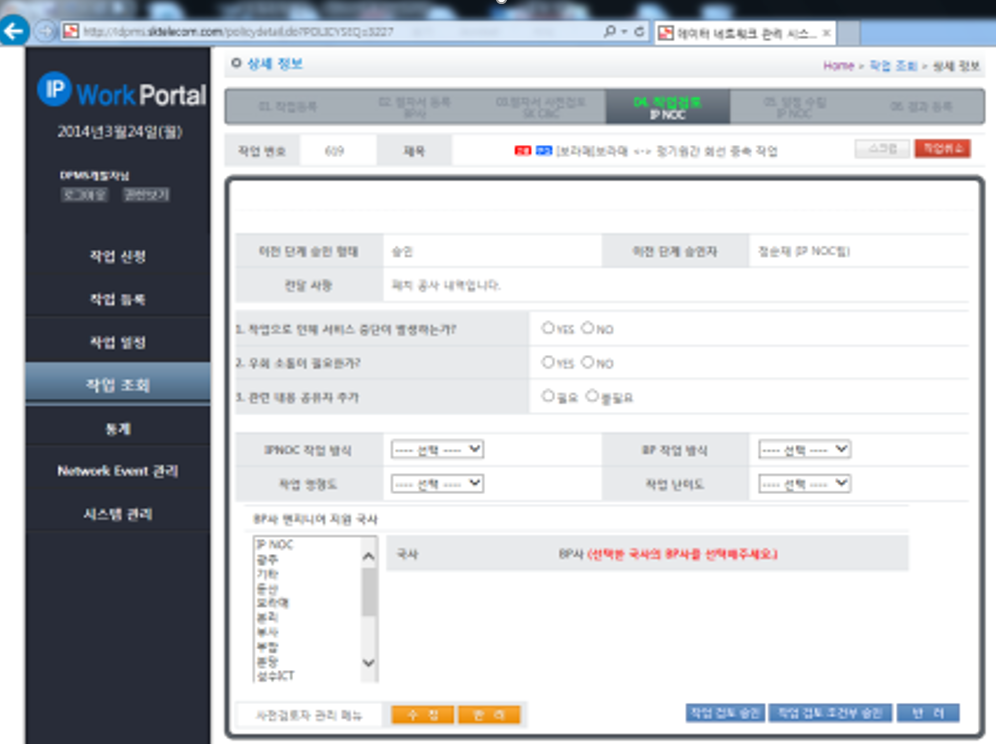 http://dpms.sktelecom.com/policydetail.do?POLICYSEQ=3227
데이터 네트워크 관리 시스...
IP Work Portal
2014년3월24일(월)
DPMS개발자님
로그아웃 권한보기
작업 신청
작업 등록
작업 일정
작업 조회
통계
Network Event 관리
시스템 관리
상세 정보
Home > 작업 조회 > 상세 정보
01. 작업등록
02. 절차서 등록 BP사
03.절차서 사전검토 SK C&C
04. 작업검토 IP NOC
05. 일정 수립 IP NOC
06. 결과 등록
작업 번호 619 제목 [보라매]보라매 <-> 정기월간 회선 증속 작업
스크랩 작업취소
이전 단계 승인 형태 승인 이전 단계 승인자 정순재 (IP NOC팀)
전달 사항 패치 공사 내역입니다.
1. 작업으로 인해 서비스 중단이 발생하는가? YES NO
2. 우회 소통이 필요한가? YES NO
3. 관련 내용 공유자 추가 필요 불필요
IPNOC 작업 방식 ---- 선택 ---- BP 작업 방식 ---- 선택 ----
작업 영향도 ---- 선택 ---- 작업 난이도 ---- 선택 ----
BP사 엔지니어 지원 국사
국사 BP사 (선택한 국사의 BP사를 선택해주세요.)
IP NOC
광주
기타
둔산
보라매
본리
부사
부암
분당
성수ICT
사전검토자 관리 메뉴 수 정 반 려
작업 검토 승인 작업 검토 조건부 승인 반 려